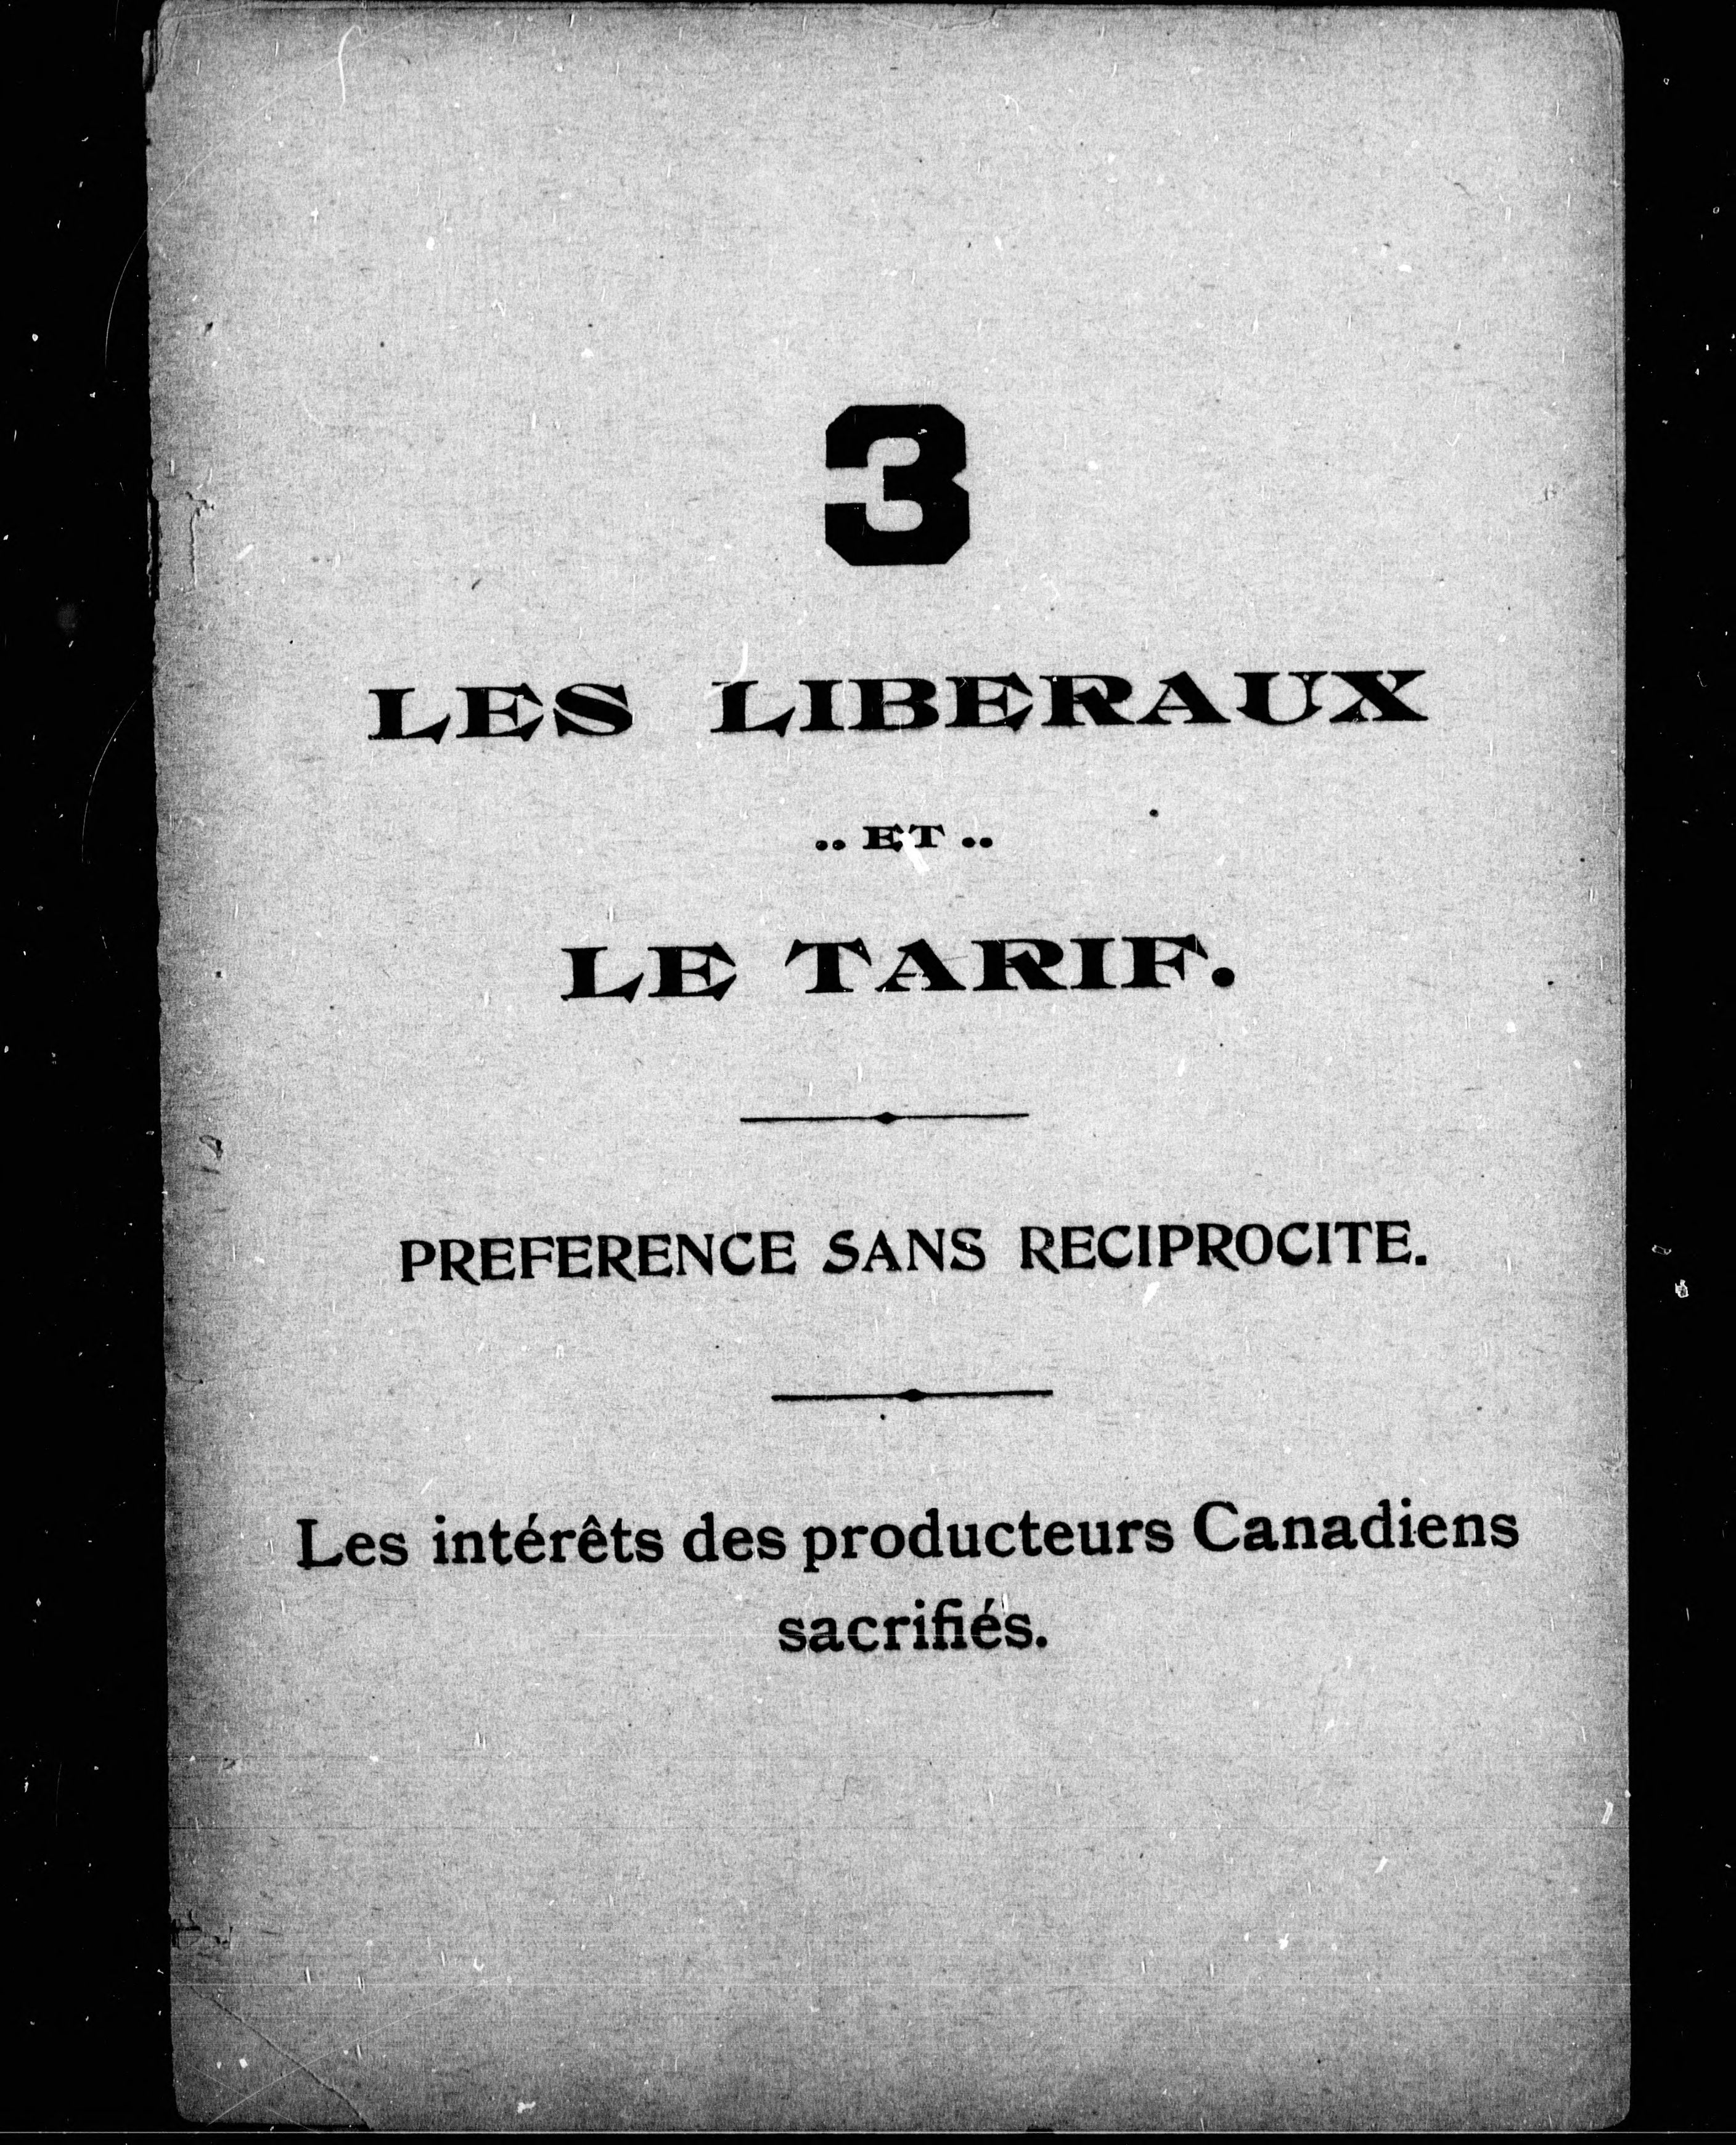 3
LES LIBERAUX
.. ET ..
LE TARIF.
PREFERENCE SANS RECIPROCITE.
Les intérêts des producteurs Canadiens
sacrifiés.